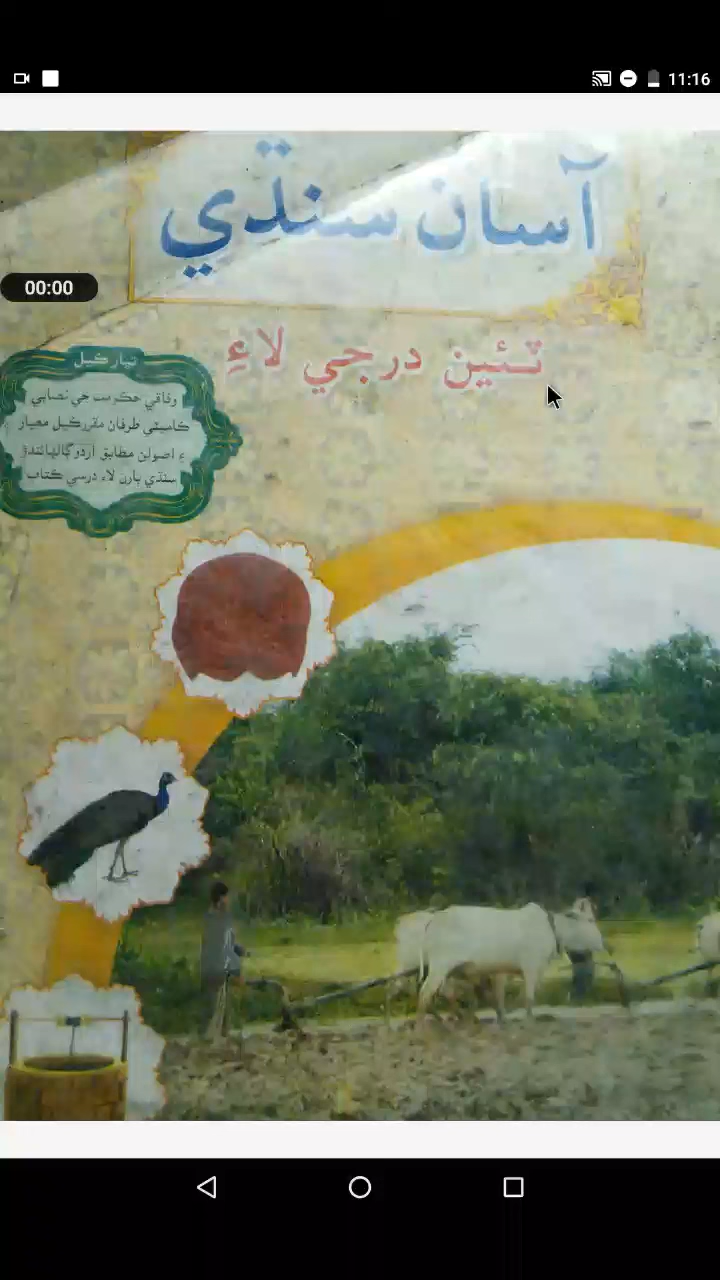 11:16
آسان سنڌي
00:00
ٽئين درجي لاءِ
تيار ڪيل
وفاقي حڪومت جي نصابي
ڪاميٽي طرفان مقرر ڪيل معيار
۽ اصولن مطابق اردو ڳالهائيندڙ
سنڌي ٻارن لاءِ درسي ڪتاب